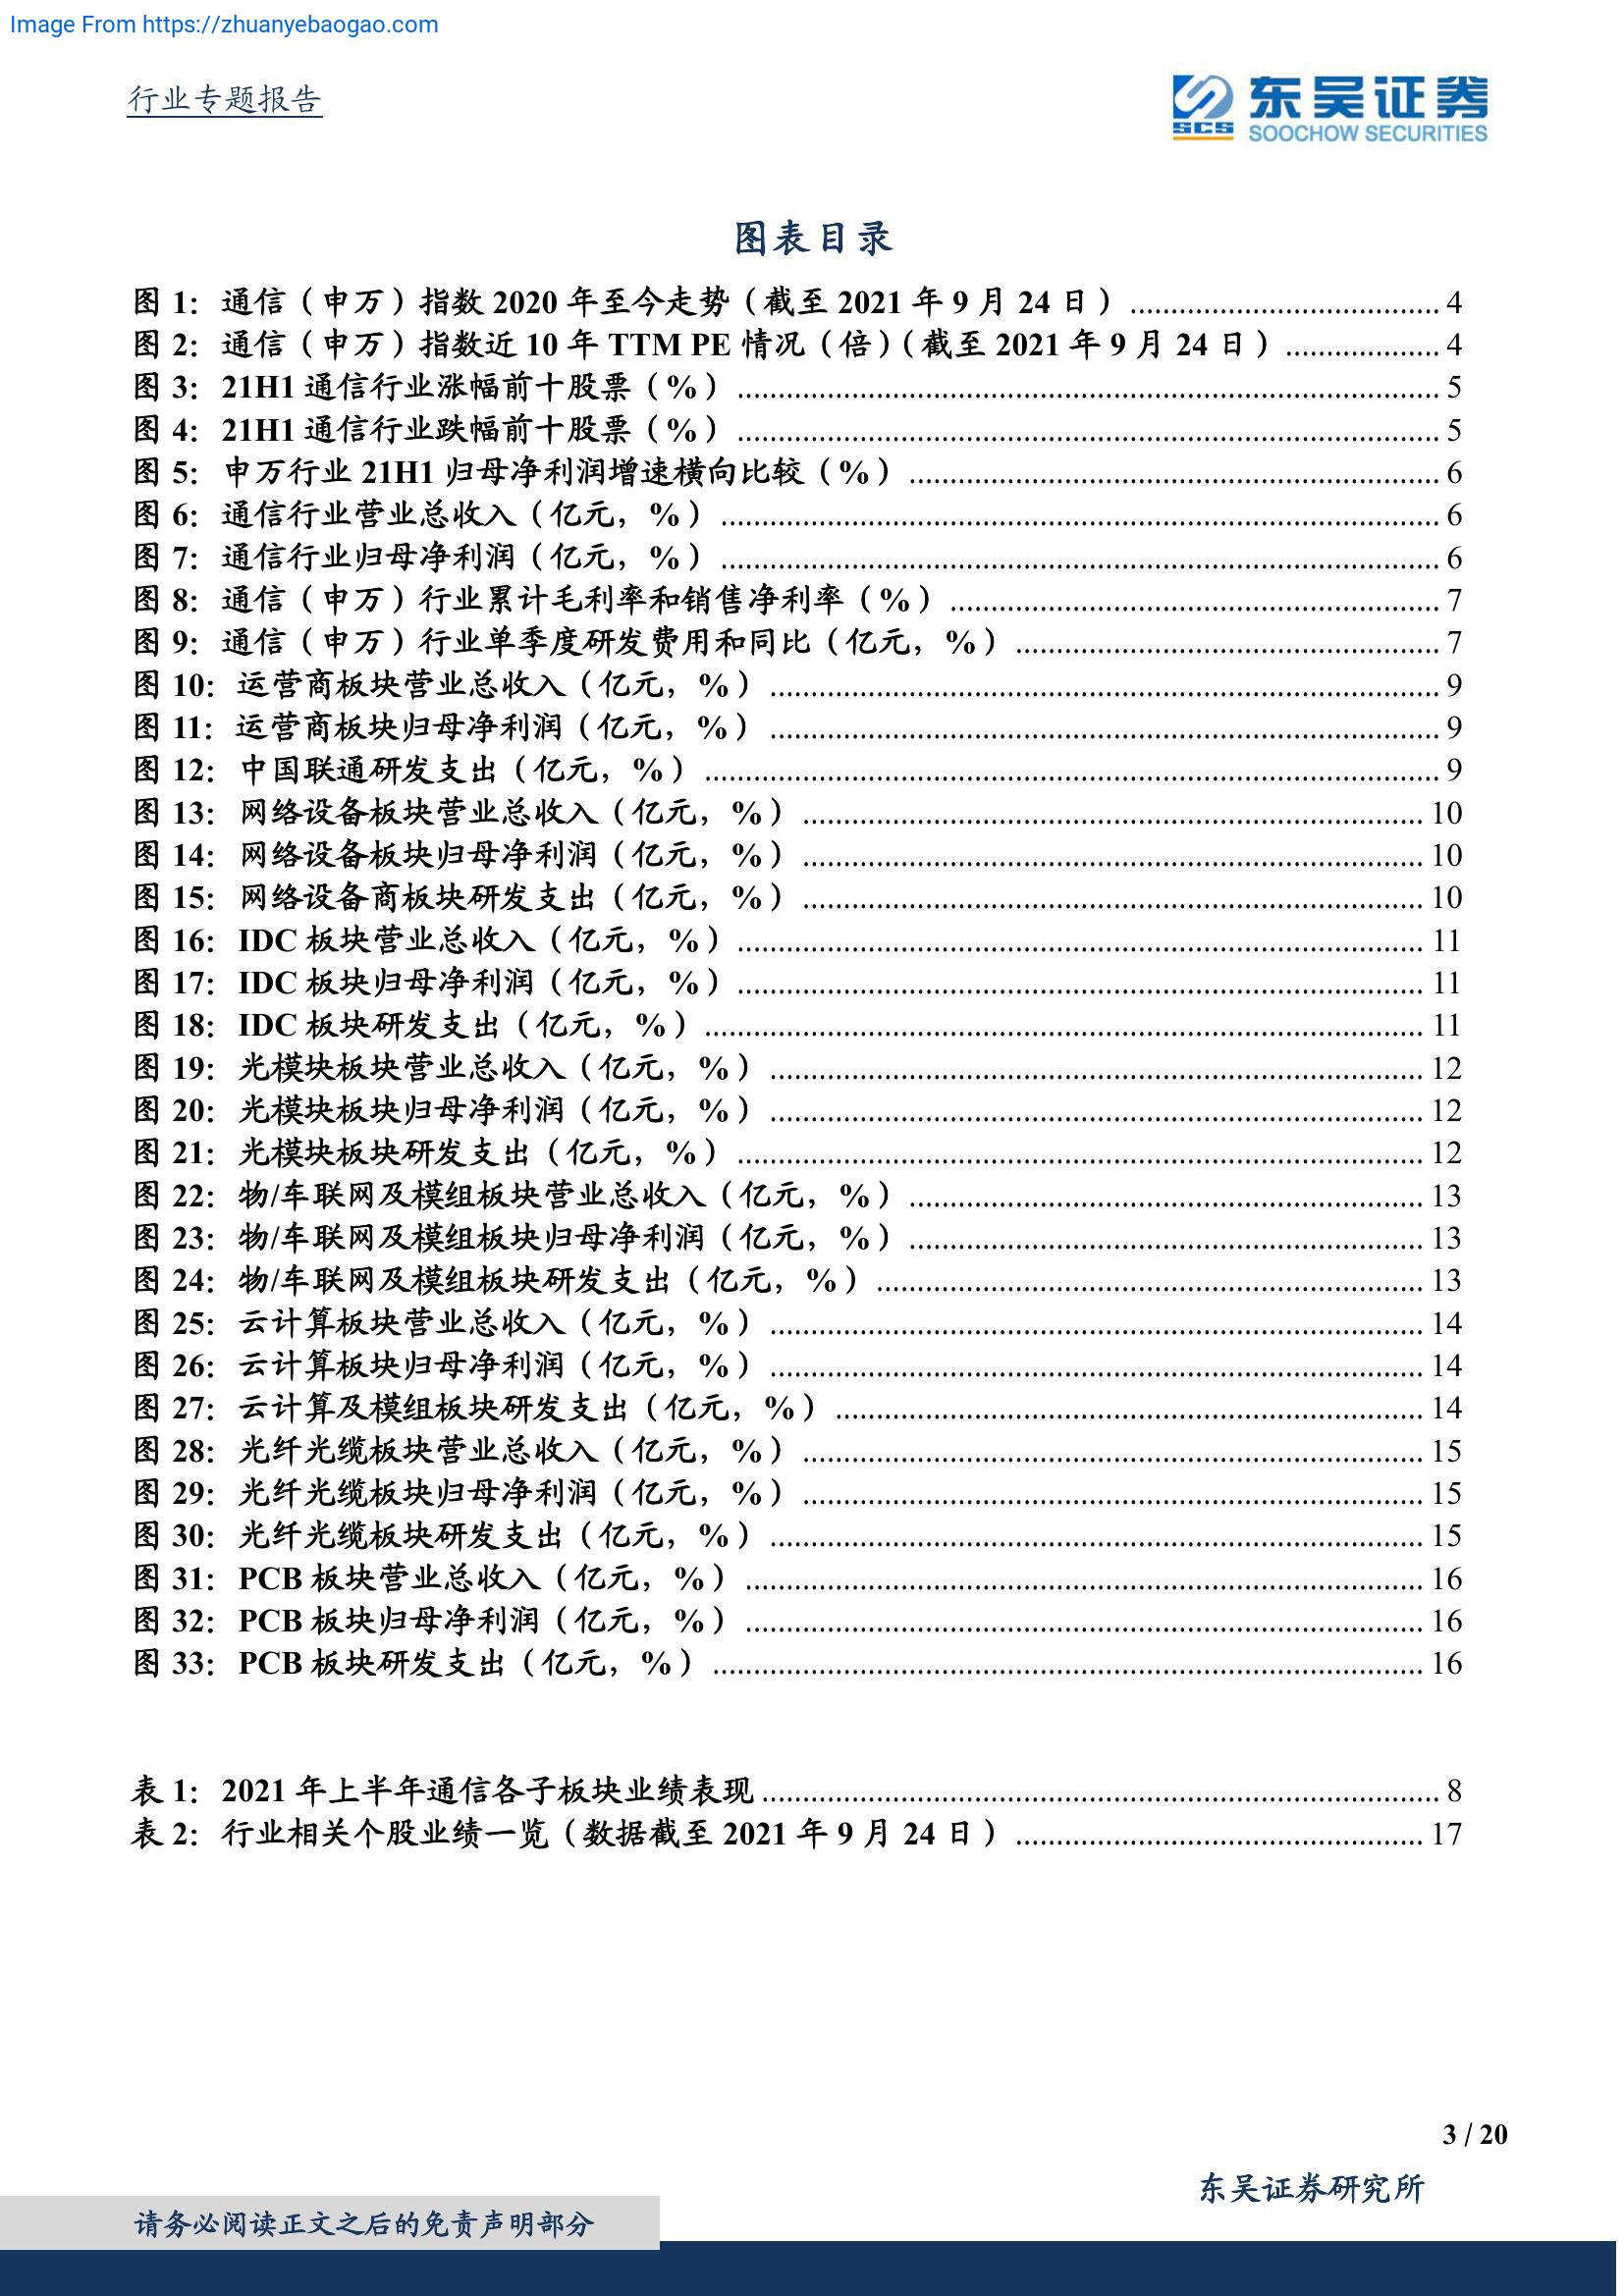 Image From https://zhuanyebaogao.com
行业专题报告
SCS
东吴证券
SOOCHOW SECURITIES
图表目录
图 1：通信（申万）指数 2020 年至今走势（截至 2021 年 9 月 24 日）........ 4
图 2：通信（申万）指数近 10 年 TTM PE 情况（倍）（截至 2021 年 9 月 24 日）........ 4
图 3：21H1 通信行业涨幅前十股票（%）........ 5
图 4：21H1 通信行业跌幅前十股票（%）........ 5
图 5：申万行业 21H1 归母净利润增速横向比较（%）........ 6
图 6：通信行业营业总收入（亿元，%）........ 6
图 7：通信行业归母净利润（亿元，%）........ 6
图 8：通信（申万）行业累计毛利率和销售净利率（%）........ 7
图 9：通信（申万）行业单季度研发费用和同比（亿元，%）........ 7
图 10：运营商板块营业总收入（亿元，%）........ 9
图 11：运营商板块归母净利润（亿元，%）........ 9
图 12：中国联通研发支出（亿元，%）........ 9
图 13：网络设备板块营业总收入（亿元，%）........ 10
图 14：网络设备板块归母净利润（亿元，%）........ 10
图 15：网络设备商板块研发支出（亿元，%）........ 10
图 16：IDC 板块营业总收入（亿元，%）........ 11
图 17：IDC 板块归母净利润（亿元，%）........ 11
图 18：IDC 板块研发支出（亿元，%）........ 11
图 19：光模块板块营业总收入（亿元，%）........ 12
图 20：光模块板块归母净利润（亿元，%）........ 12
图 21：光模块板块研发支出（亿元，%）........ 12
图 22：物/车联网及模组板块营业总收入（亿元，%）........ 13
图 23：物/车联网及模组板块归母净利润（亿元，%）........ 13
图 24：物/车联网及模组板块研发支出（亿元，%）........ 13
图 25：云计算板块营业总收入（亿元，%）........ 14
图 26：云计算板块归母净利润（亿元，%）........ 14
图 27：云计算及模组板块研发支出（亿元，%）........ 14
图 28：光纤光缆板块营业总收入（亿元，%）........ 15
图 29：光纤光缆板块归母净利润（亿元，%）........ 15
图 30：光纤光缆板块研发支出（亿元，%）........ 15
图 31：PCB 板块营业总收入（亿元，%）........ 16
图 32：PCB 板块归母净利润（亿元，%）........ 16
图 33：PCB 板块研发支出（亿元，%）........ 16
表 1：2021 年上半年通信各子板块业绩表现........ 8
表 2：行业相关个股业绩一览（数据截至 2021 年 9 月 24 日）........ 17
3 / 20
东吴证券研究所
请务必阅读正文之后的免责声明部分